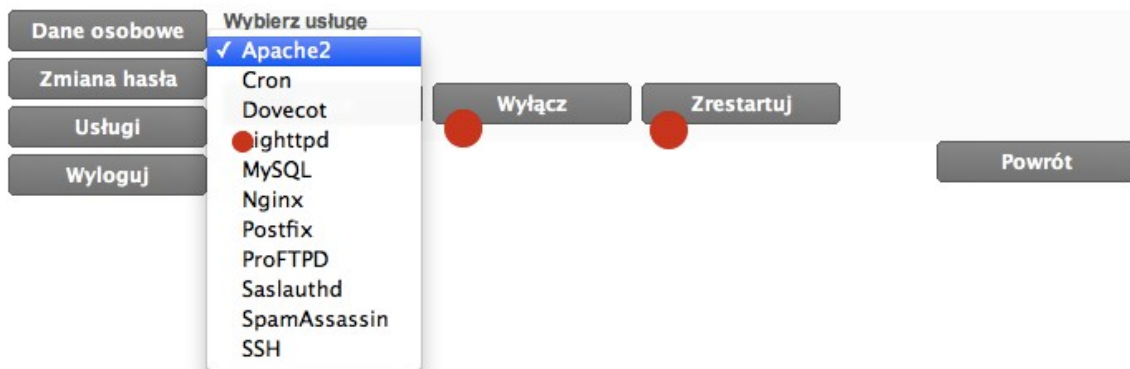 Dane osobowe
Zmiana hasła
Usługi
Wyloguj
Wybierz usługę
✓ Apache2
Cron
Dovecot
ighttpd
MySQL
Nginx
Postfix
ProFTPD
Saslauthd
SpamAssassin
SSH
Wyłącz
Zrestartuj
Powrót